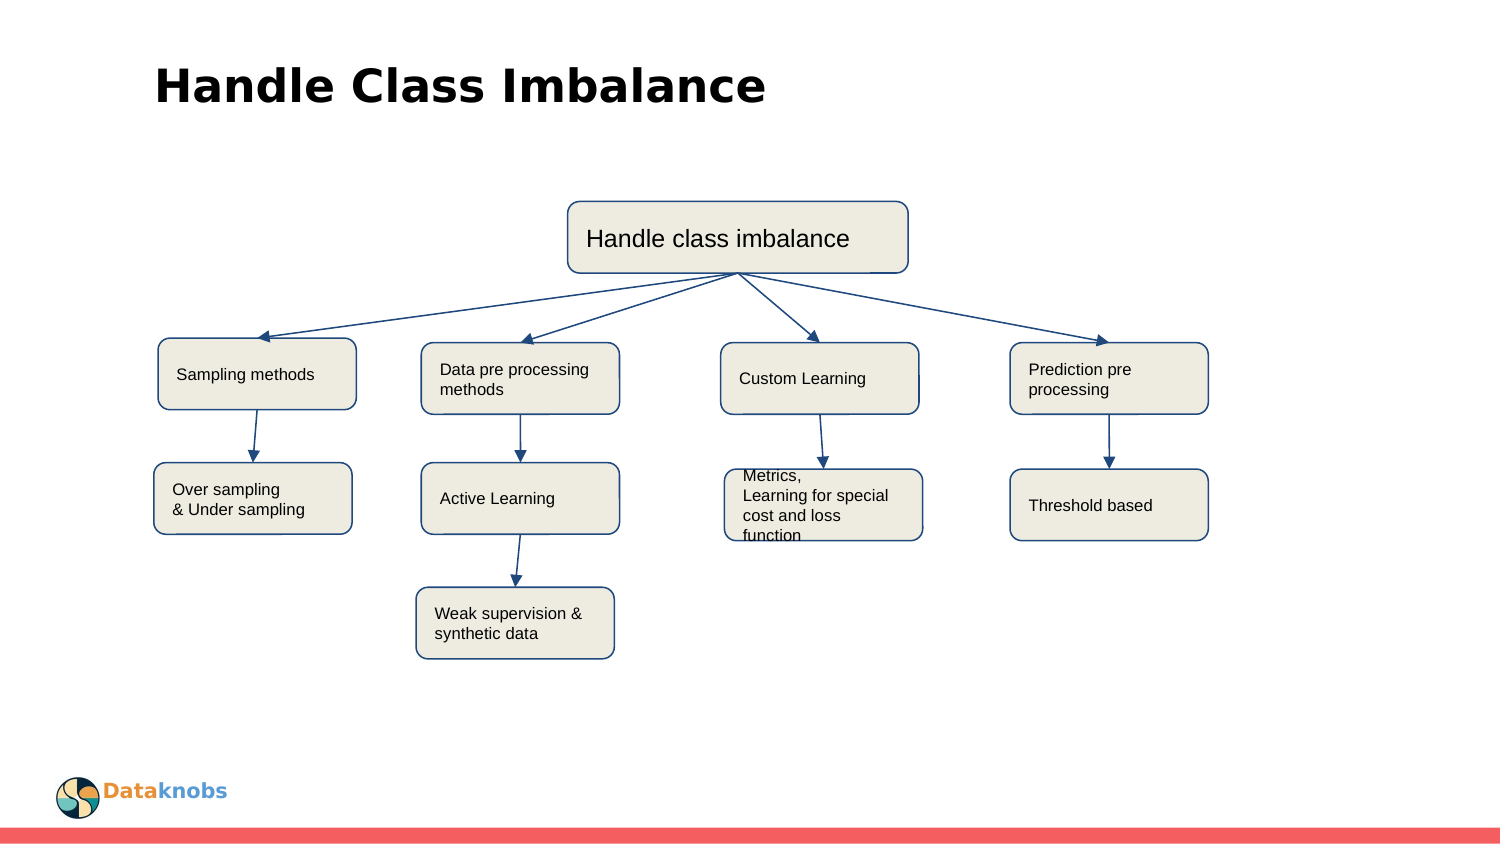 Handle Class Imbalance
Handle class imbalance
Sampling methods
Data pre processing
methods
Custom Learning
Prediction pre
processing
Over sampling
& Under sampling
Active Learning
Metrics,
Learning for special
cost and loss
function
Threshold based
Weak supervision &
synthetic data
Dataknobs